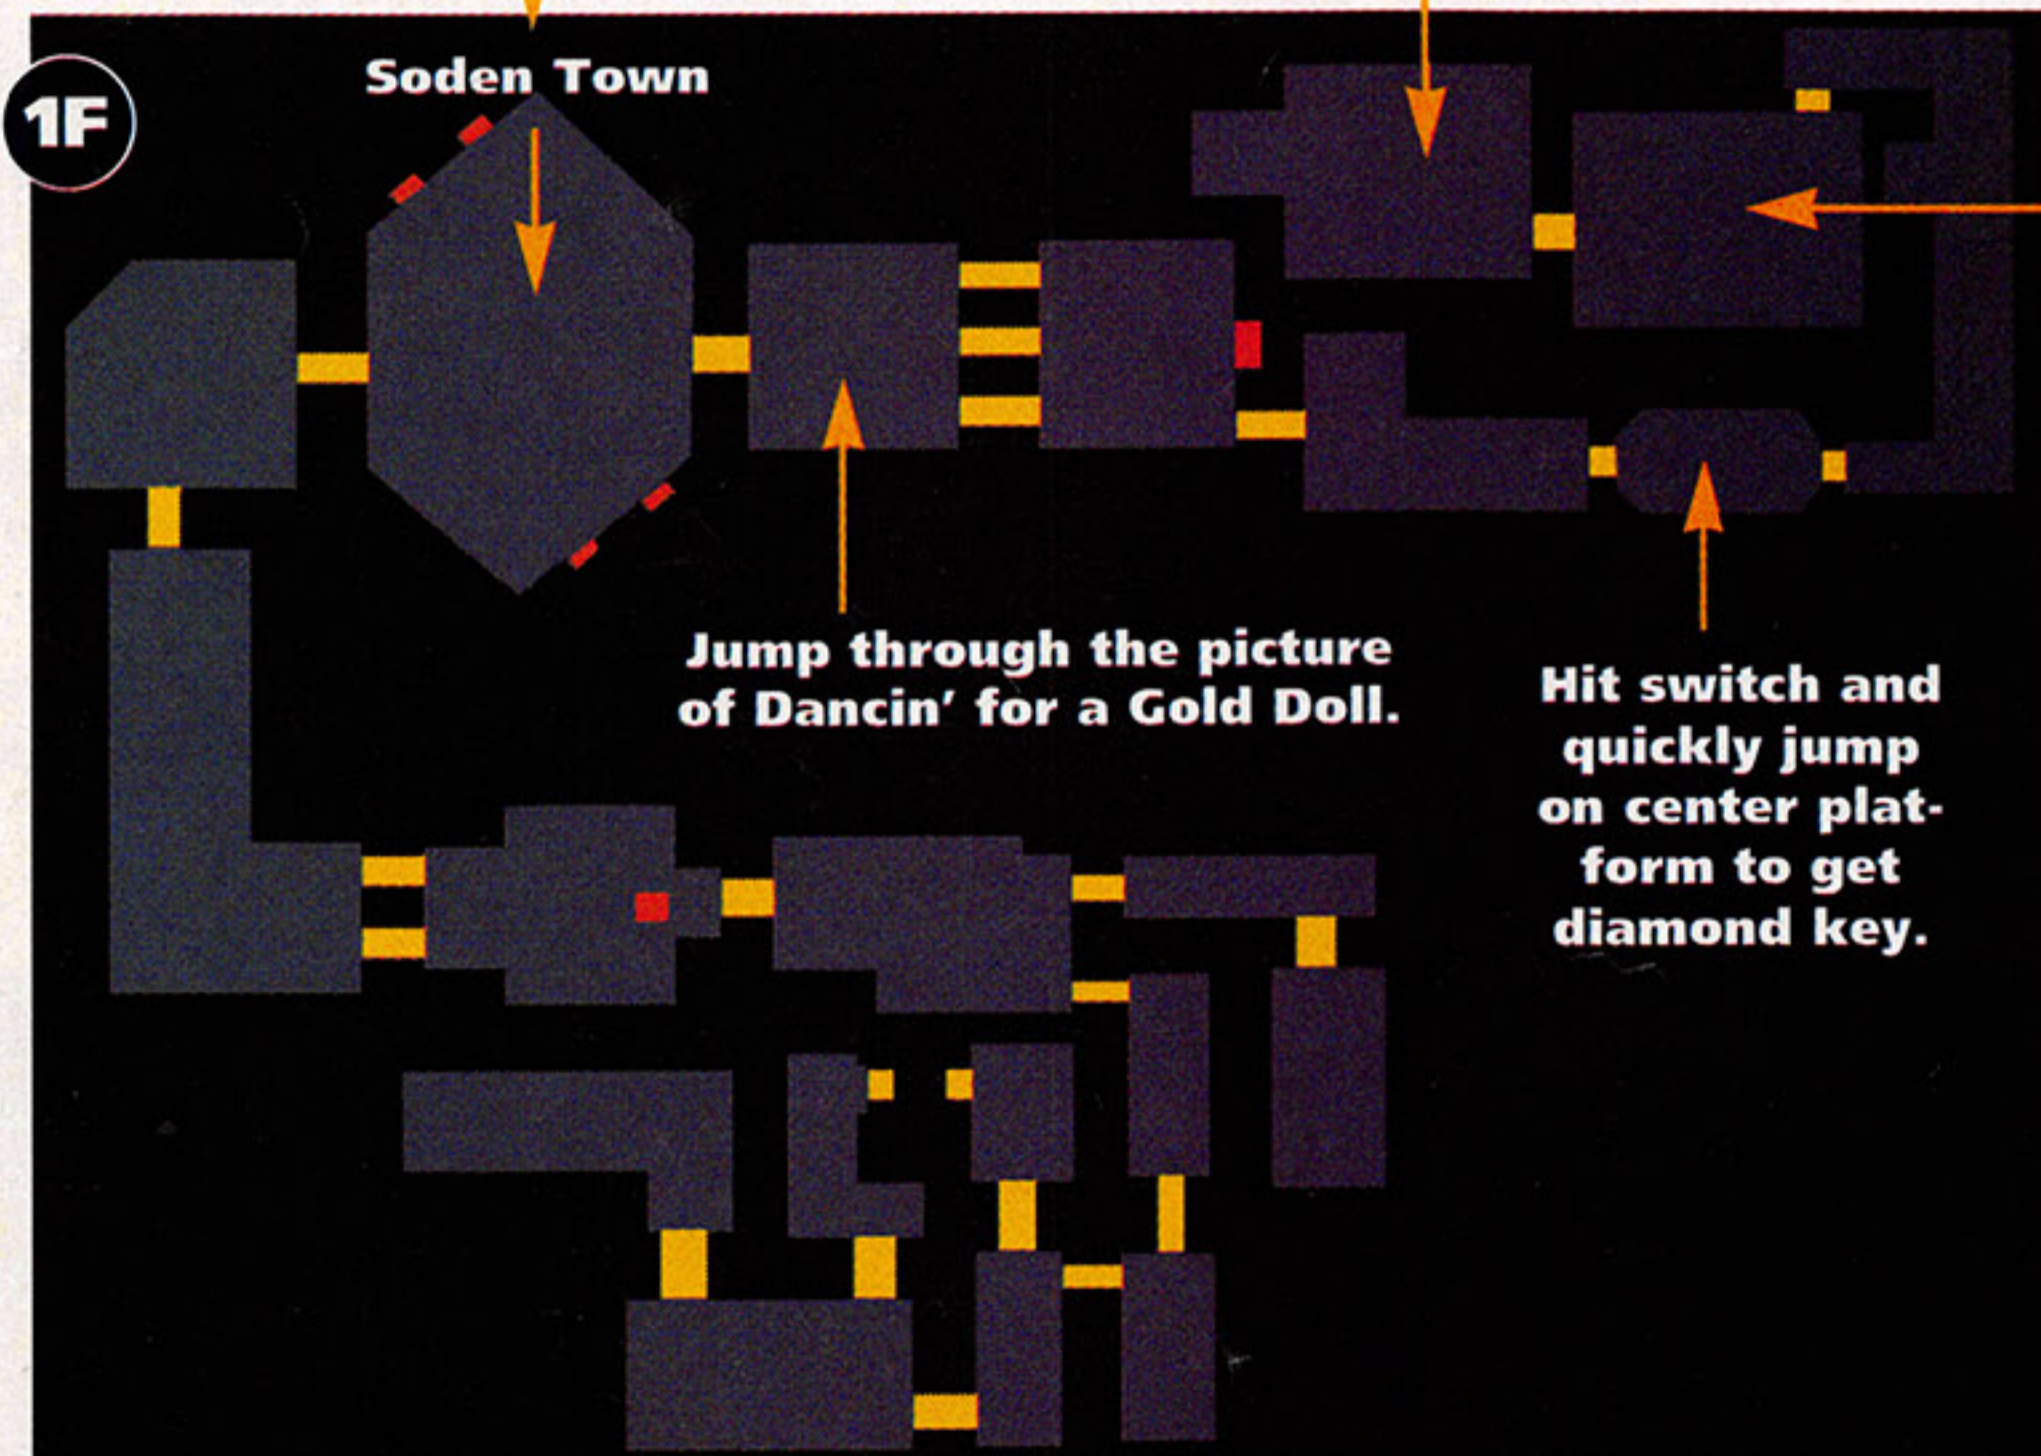 1F
Soden Town
Jump through the picture
of Dancin’ for a Gold Doll.
Hit switch and
quickly jump
on center plat-
form to get
diamond key.